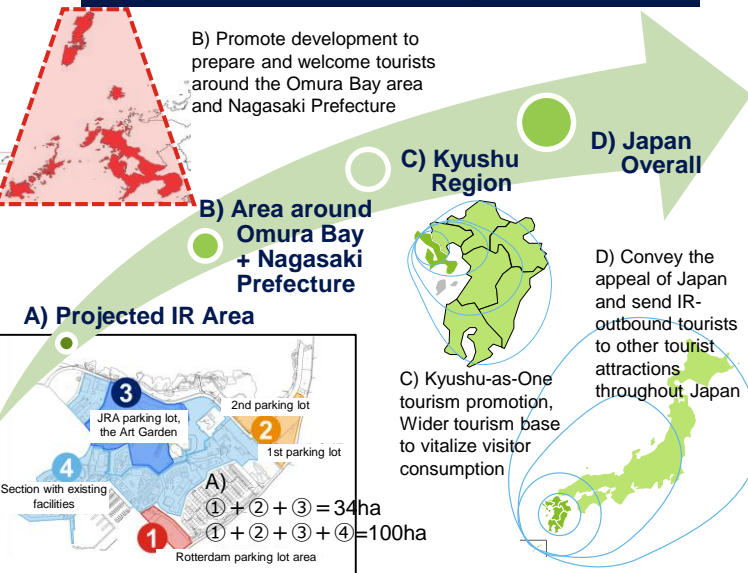 B) Promote development to
prepare and welcome tourists
around the Omura Bay area
and Nagasaki Prefecture
D) Japan
Overall
C) Kyushu
Region
B) Area around
Omura Bay
+ Nagasaki
Prefecture
A) Projected IR Area
D) Convey the
appeal of Japan
and send IR-
outbound tourists
to other tourist
attractions
throughout Japan
C) Kyushu-as-One
tourism promotion,
Wider tourism base
to vitalize visitor
consumption
3
JRA parking lot,
the Art Garden
2nd parking lot
2
1st parking lot
4
Section with existing
facilities
A)
①+②+③=34ha
①+②+③+④=100ha
1
Rotterdam parking lot area